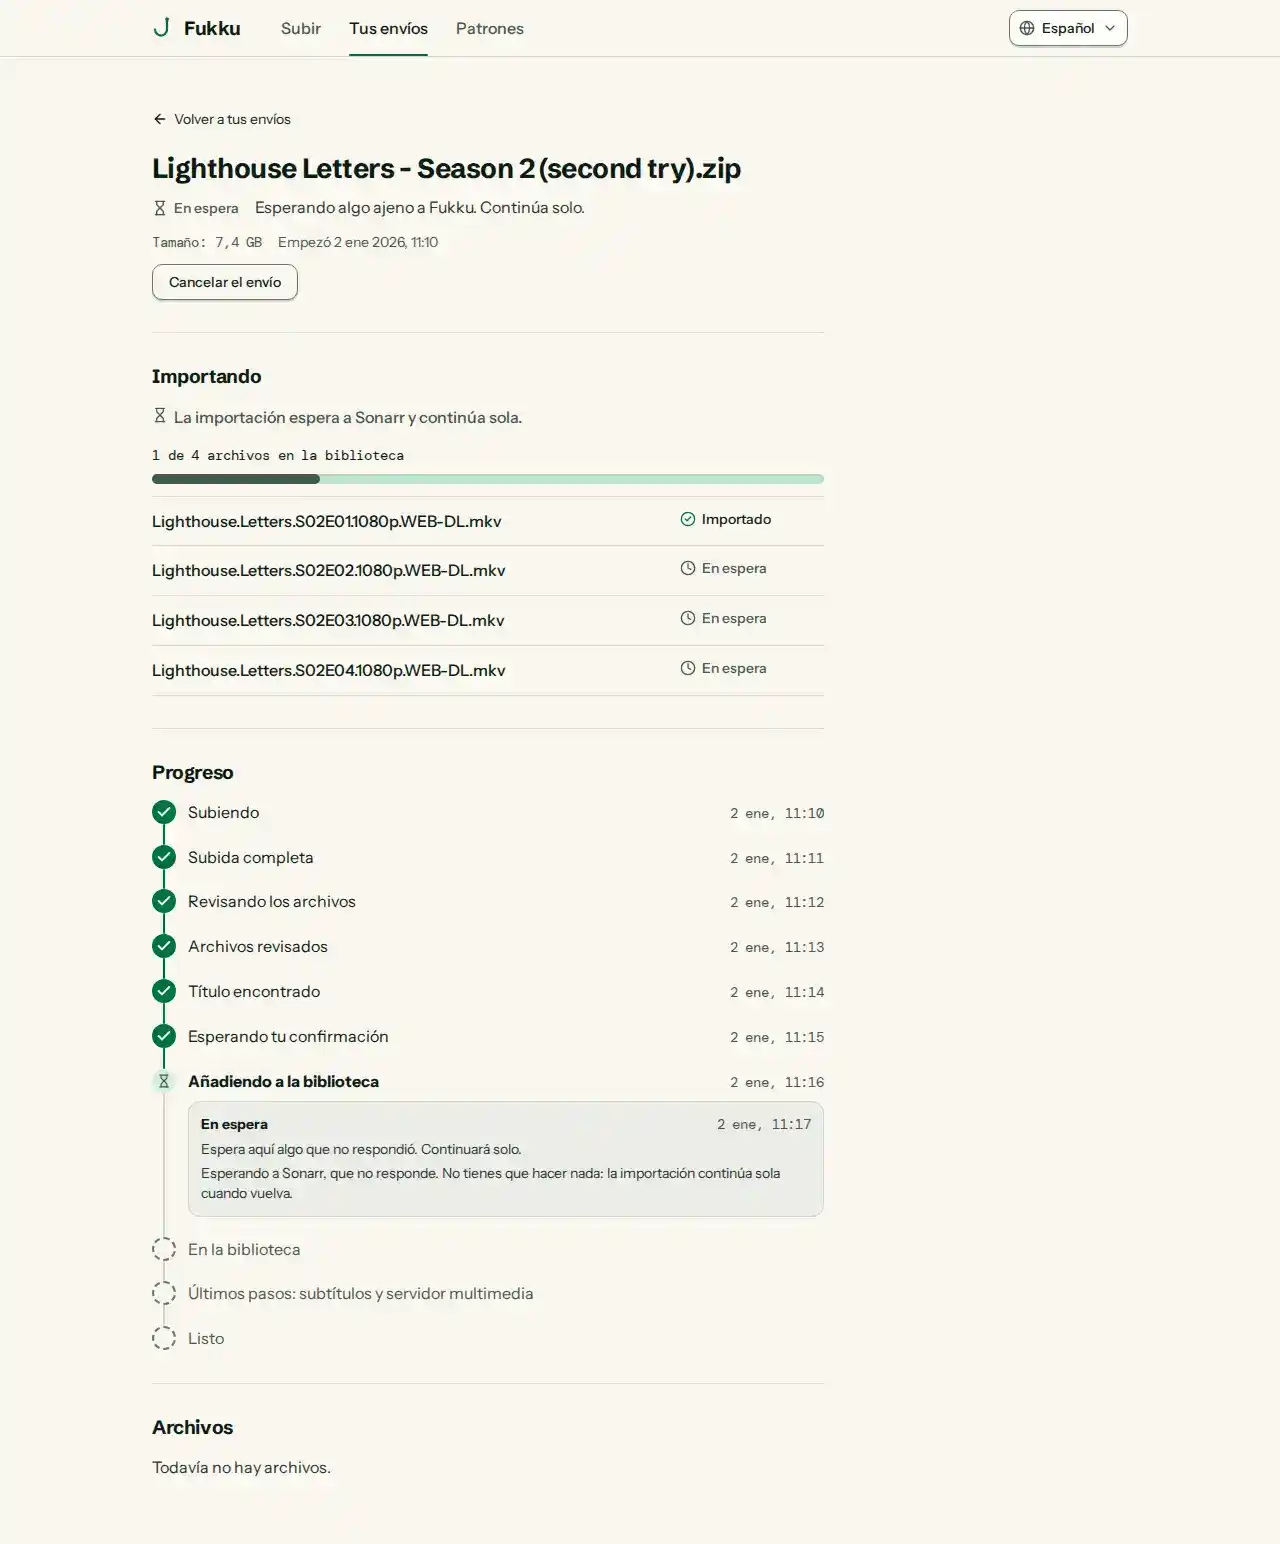 Fukku
Subir
Tus envíos
Patrones
Español
Volver a tus envíos
Lighthouse Letters - Season 2 (second try).zip
En espera Esperando algo ajeno a Fukku. Continúa solo.
Tamaño: 7,4 GB Empezó 2 ene 2026, 11:10
Cancelar el envío
Importando
La importación espera a Sonarr y continúa sola.
1 de 4 archivos en la biblioteca
Lighthouse.Letters.S02E01.1080p.WEB-DL.mkv Importado
Lighthouse.Letters.S02E02.1080p.WEB-DL.mkv En espera
Lighthouse.Letters.S02E03.1080p.WEB-DL.mkv En espera
Lighthouse.Letters.S02E04.1080p.WEB-DL.mkv En espera
Progreso
Subiendo 2 ene, 11:10
Subida completa 2 ene, 11:11
Revisando los archivos 2 ene, 11:12
Archivos revisados 2 ene, 11:13
Título encontrado 2 ene, 11:14
Esperando tu confirmación 2 ene, 11:15
Añadiendo a la biblioteca 2 ene, 11:16
En espera 2 ene, 11:17
Espera aquí algo que no respondió. Continuará solo.
Esperando a Sonarr, que no responde. No tienes que hacer nada: la importación continúa sola
cuando vuelva.
En la biblioteca
Últimos pasos: subtítulos y servidor multimedia
Listo
Archivos
Todavía no hay archivos.